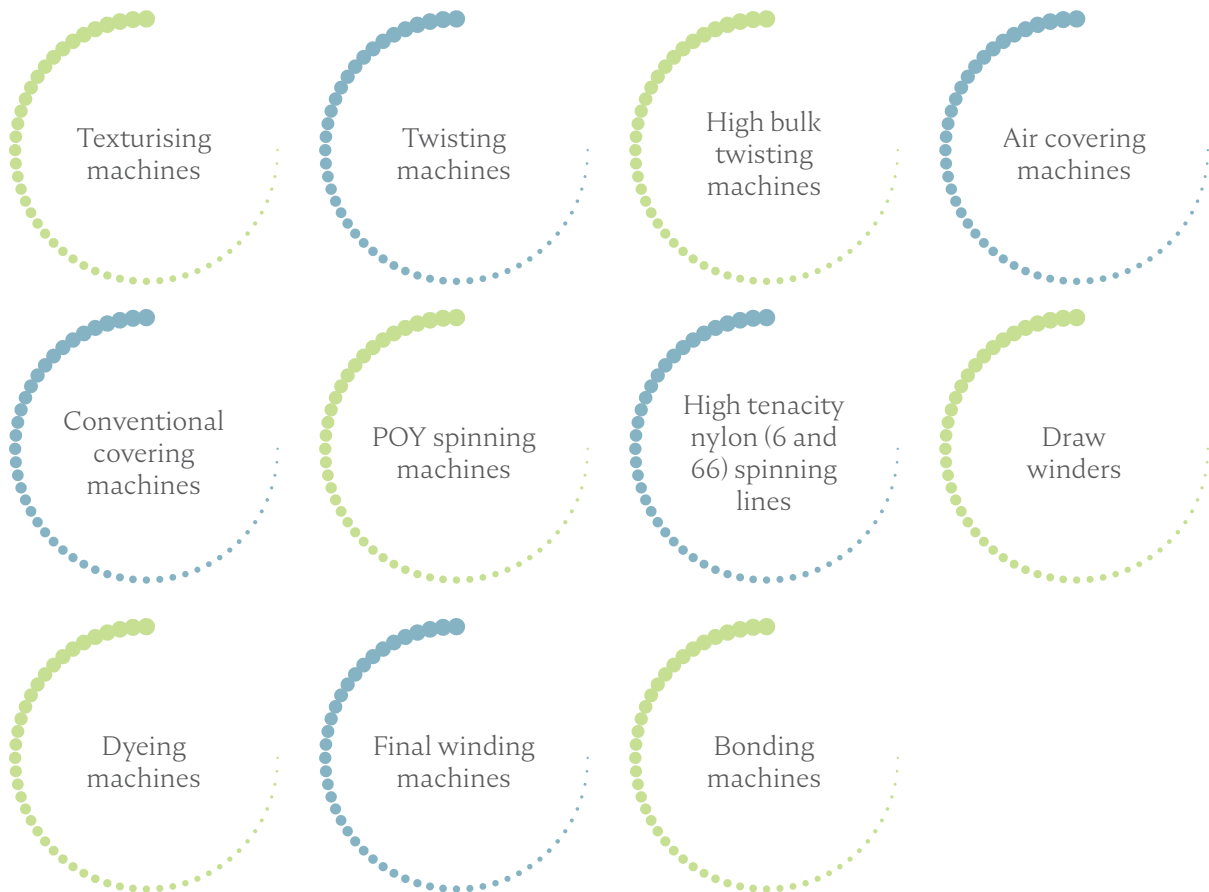 Texturising
machines
Twisting
machines
High bulk
twisting
machines
Air covering
machines
Conventional
covering
machines
POY spinning
machines
High tenacity
nylon (6 and
66) spinning
lines
Draw
winders
Dyeing
machines
Final winding
machines
Bonding
machines